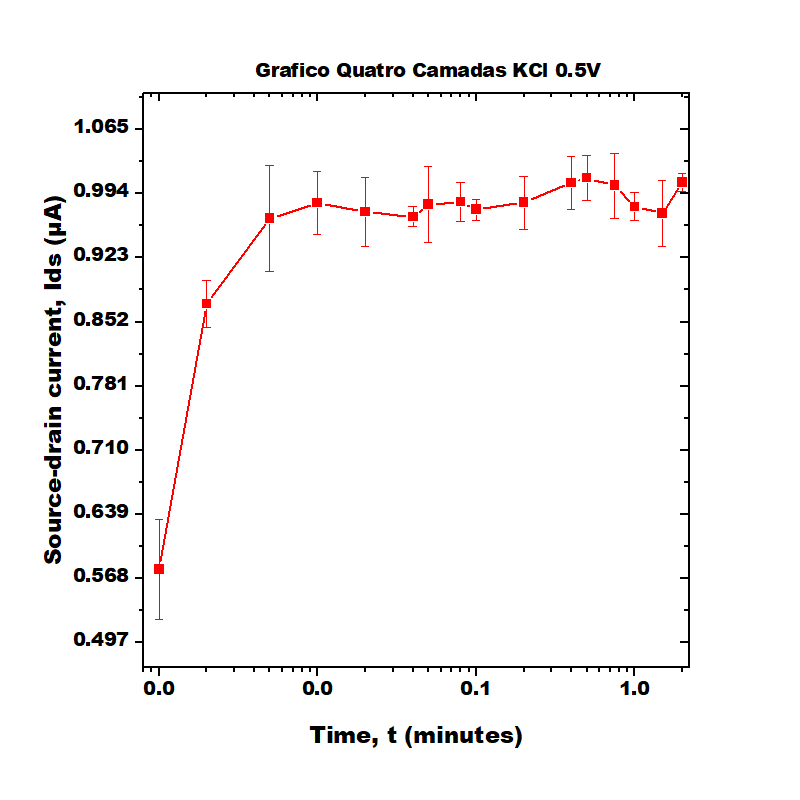 Grafico Quatro Camadas KCl 0.5V
1.065
0.994
0.923
0.852
0.781
0.710
0.639
0.568
0.497
Source-drain current, Ids (µA)
0.0 0.0 0.1 1.0
Time, t (minutes)